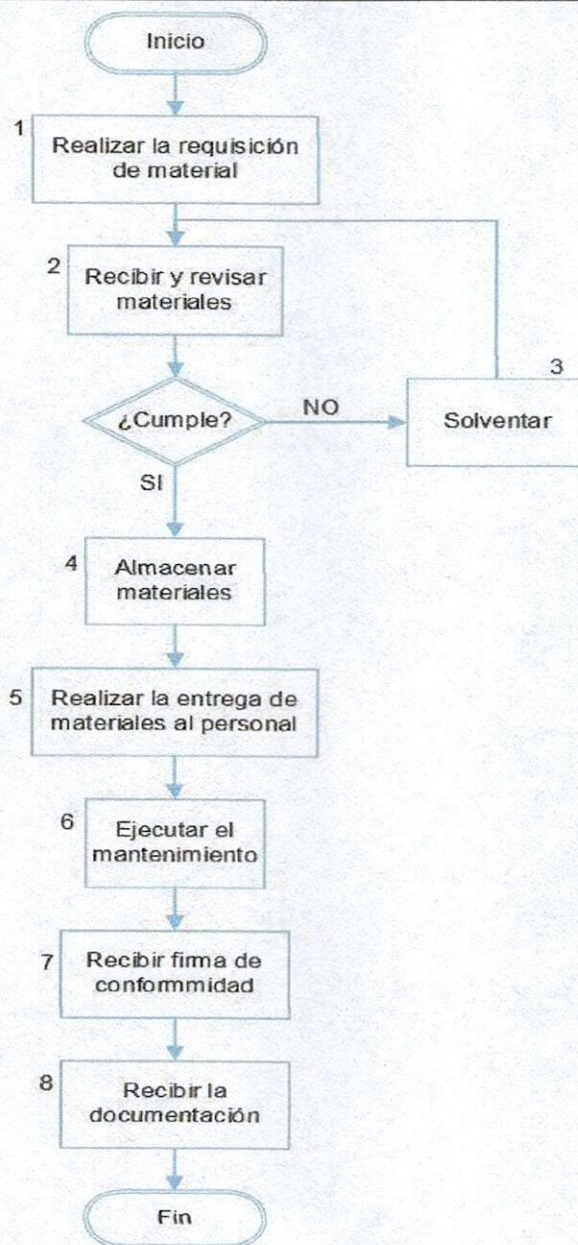 Inicio
1
Realizar la requisición
de material
2
Recibir y revisar
materiales
¿Cumple?
NO
3
Solventar
SI
4
Almacenar
materiales
5
Realizar la entrega de
materiales al personal
6
Ejecutar el
mantenimiento
7
Recibir firma de
conformmidad
8
Recibir la
documentación
Fin